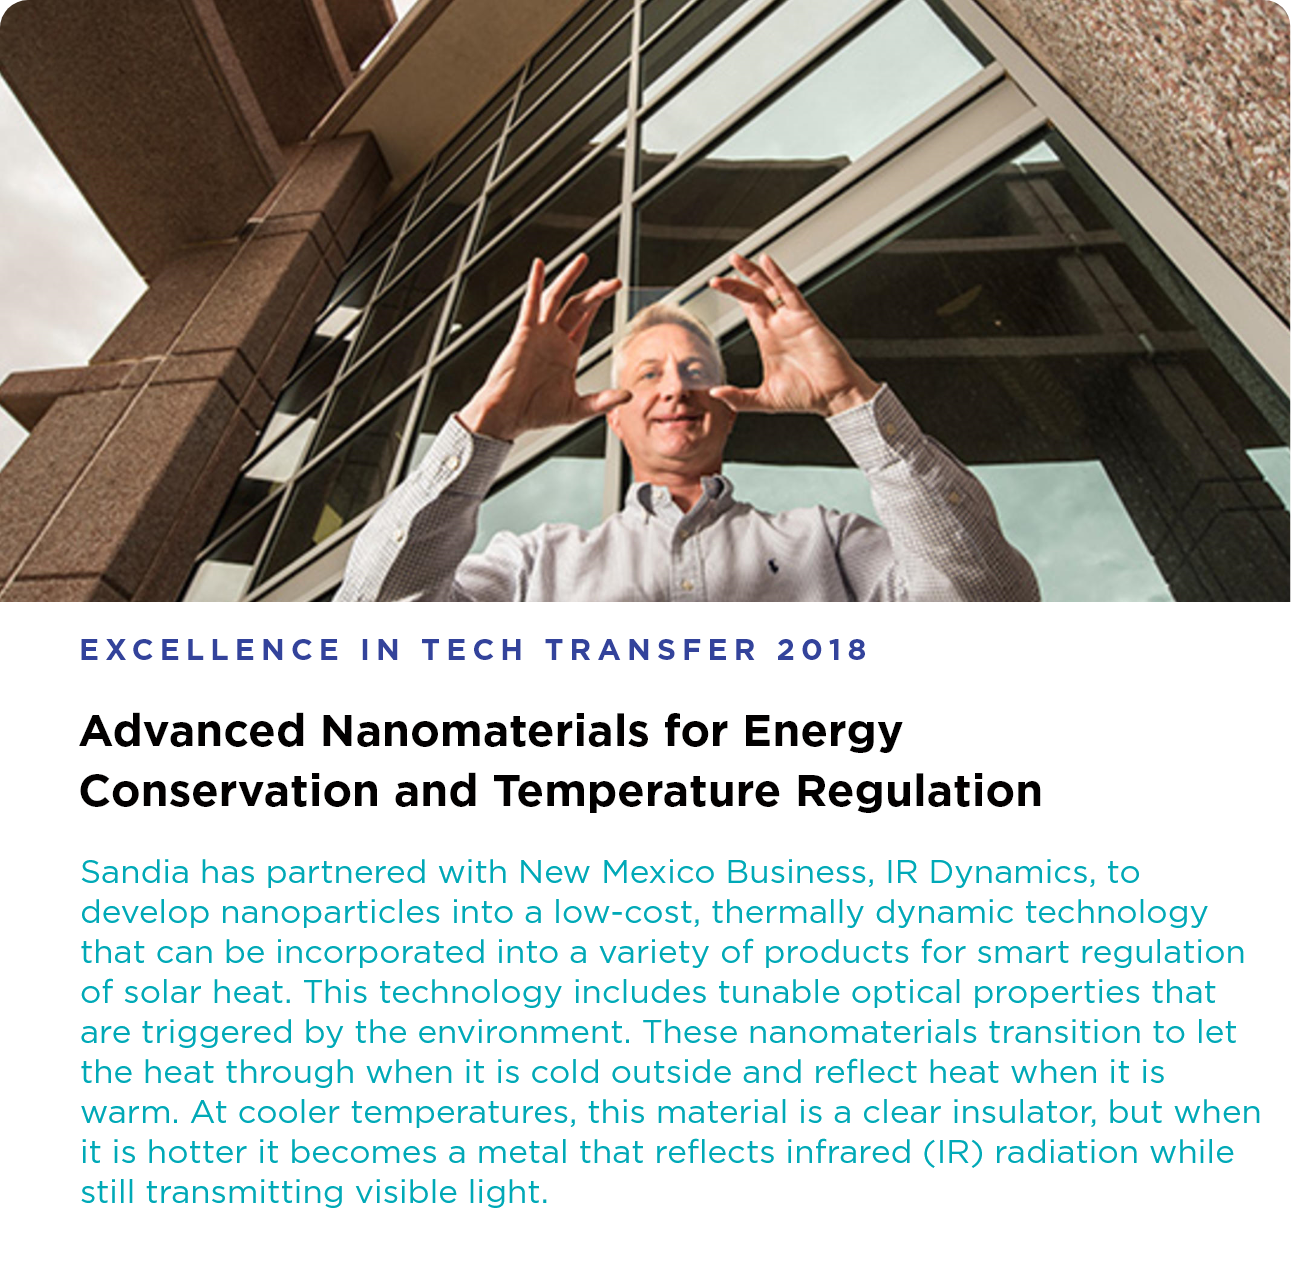 EXCELLENCE IN TECH TRANSFER 2018
Advanced Nanomaterials for Energy
Conservation and Temperature Regulation
Sandia has partnered with New Mexico Business, IR Dynamics, to
develop nanoparticles into a low-cost, thermally dynamic technology
that can be incorporated into a variety of products for smart regulation
of solar heat. This technology includes tunable optical properties that
are triggered by the environment. These nanomaterials transition to let
the heat through when it is cold outside and reflect heat when it is
warm. At cooler temperatures, this material is a clear insulator, but when
it is hotter it becomes a metal that reflects infrared (IR) radiation while
still transmitting visible light.